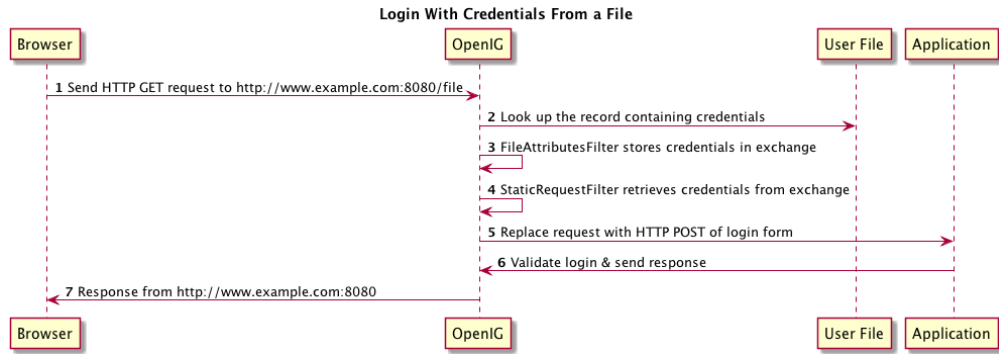 Login With Credentials From a File
Browser OpenIG User File Application
1 Send HTTP GET request to http://www.example.com:8080/file
2 Look up the record containing credentials
3 FileAttributesFilter stores credentials in exchange
4 StaticRequestFilter retrieves credentials from exchange
5 Replace request with HTTP POST of login form
6 Validate login & send response
7 Response from http://www.example.com:8080
Browser OpenIG User File Application